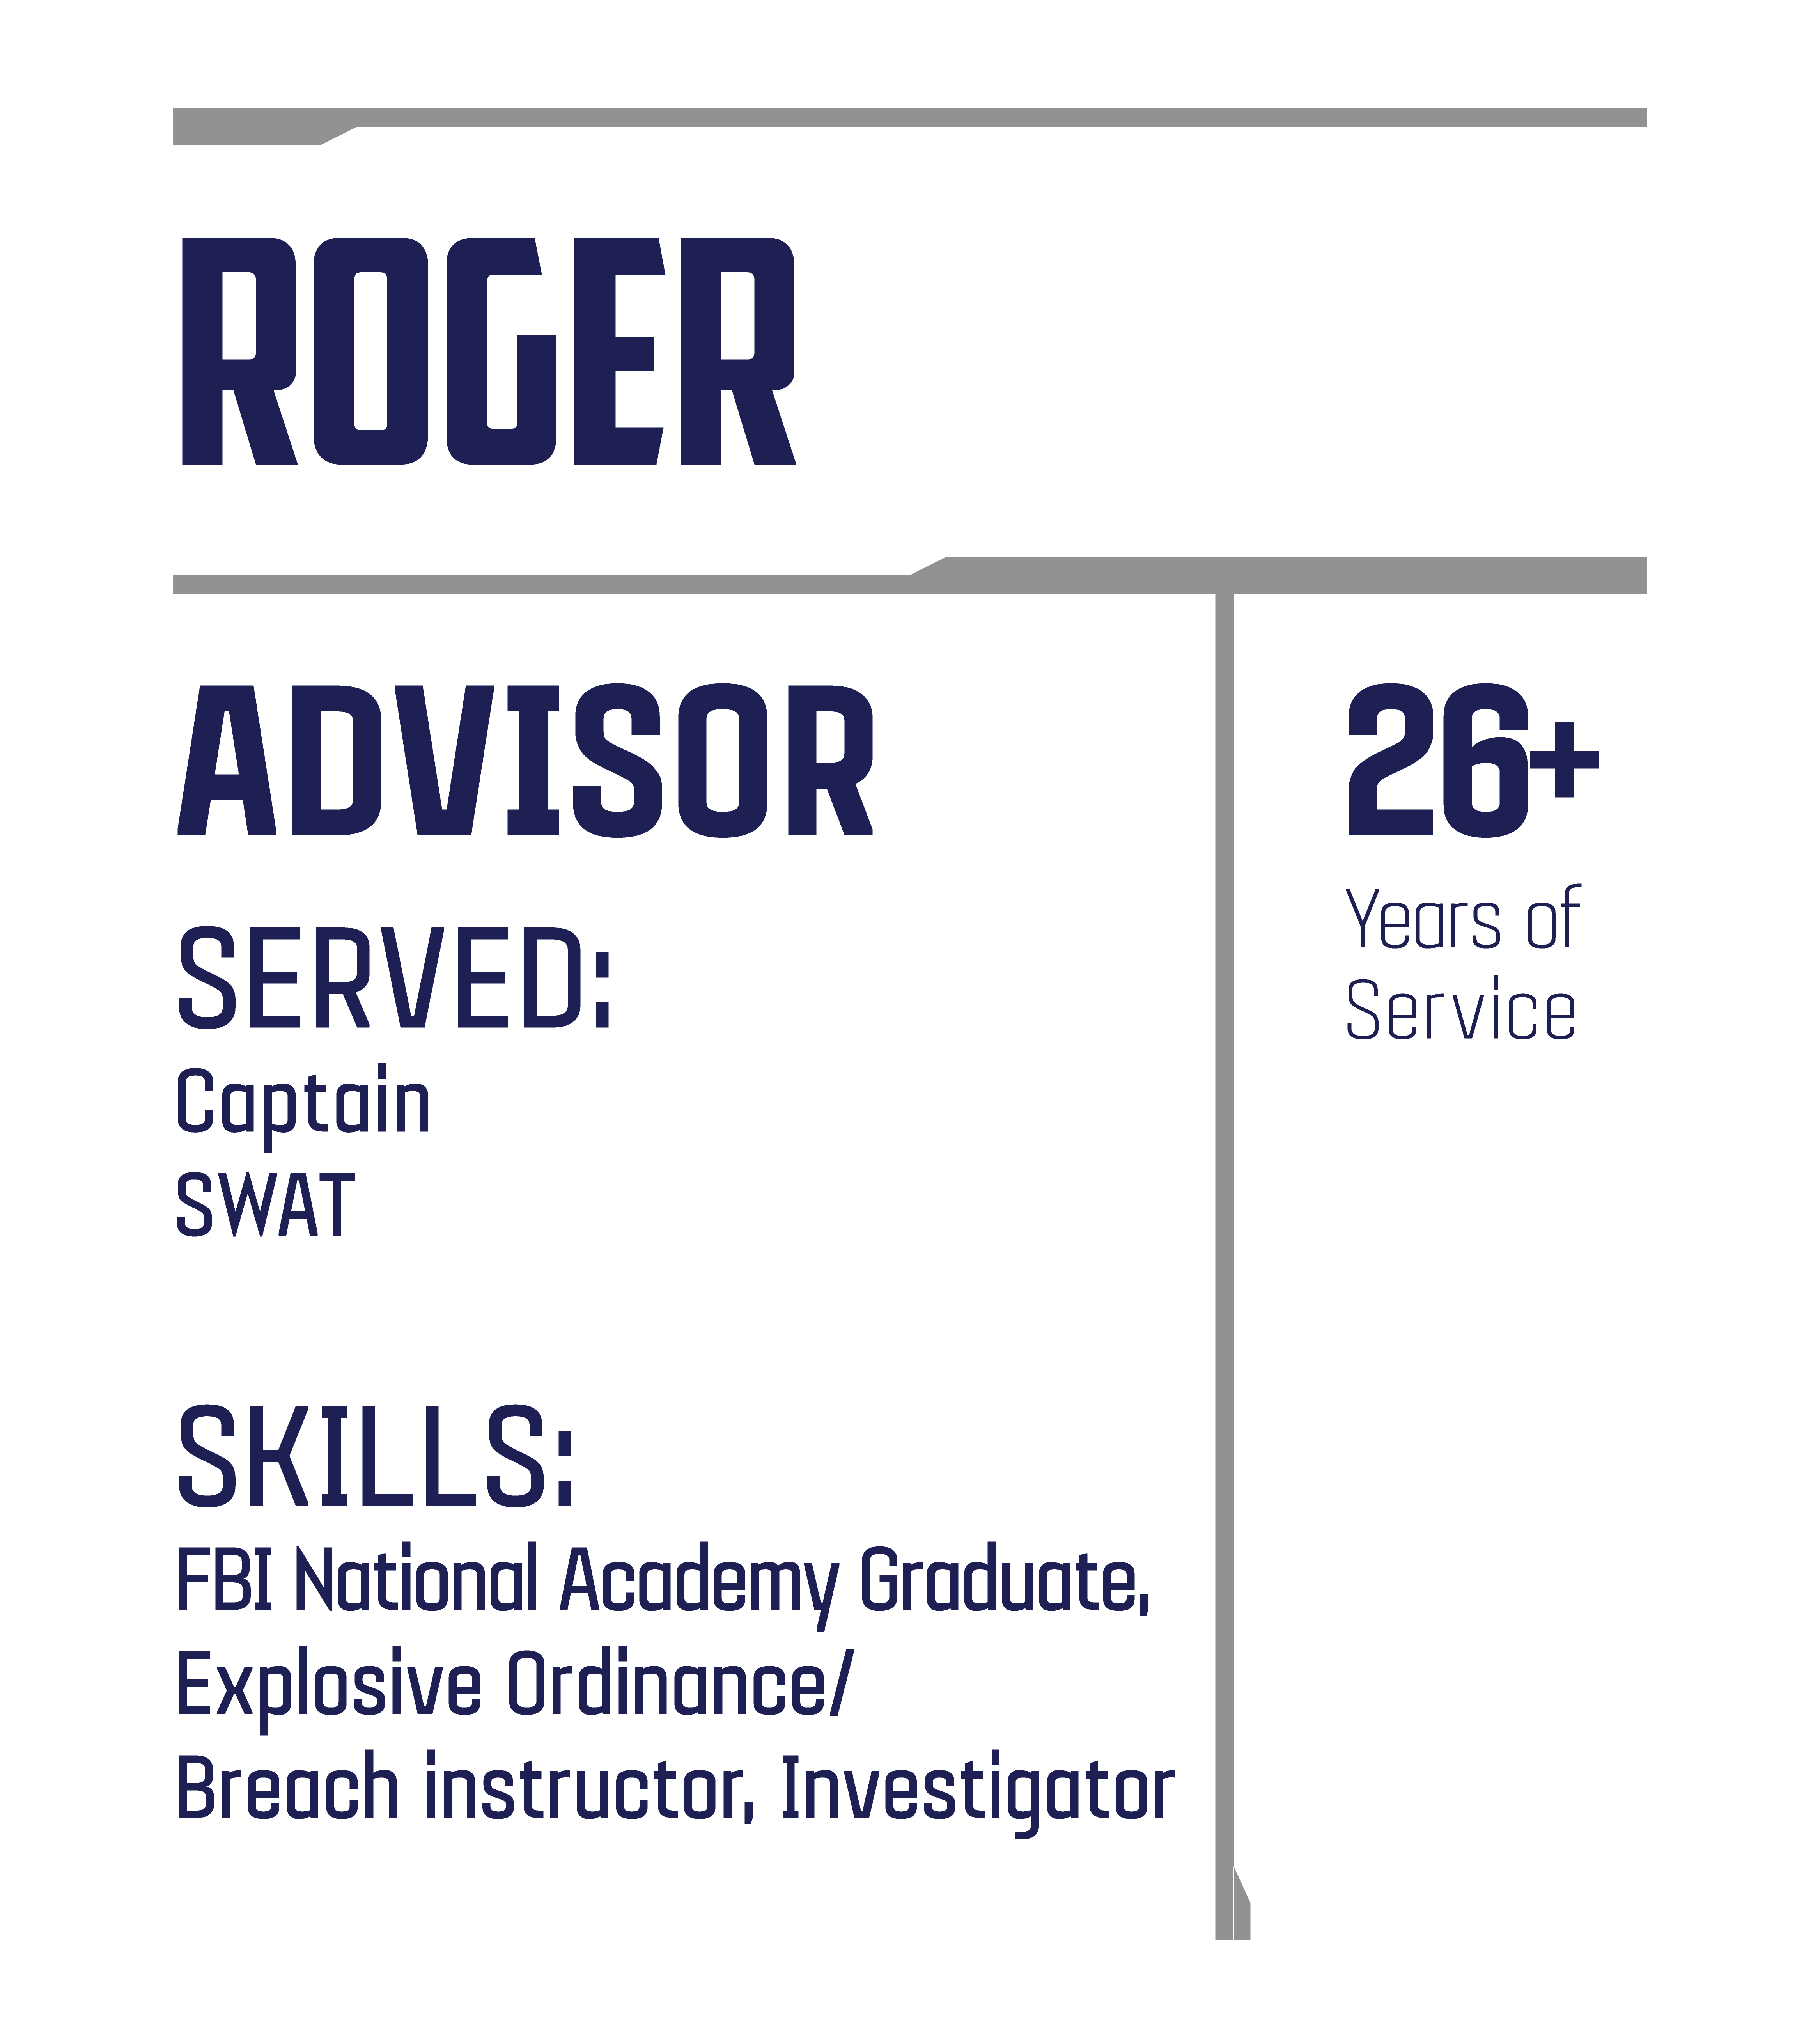 ROGER
ADVISOR
SERVED:
Captain
SWAT
SKILLS:
FBI National Academy Graduate,
Explosive Ordinance/
Breach instructor, Investigator
26+
Years of
Service